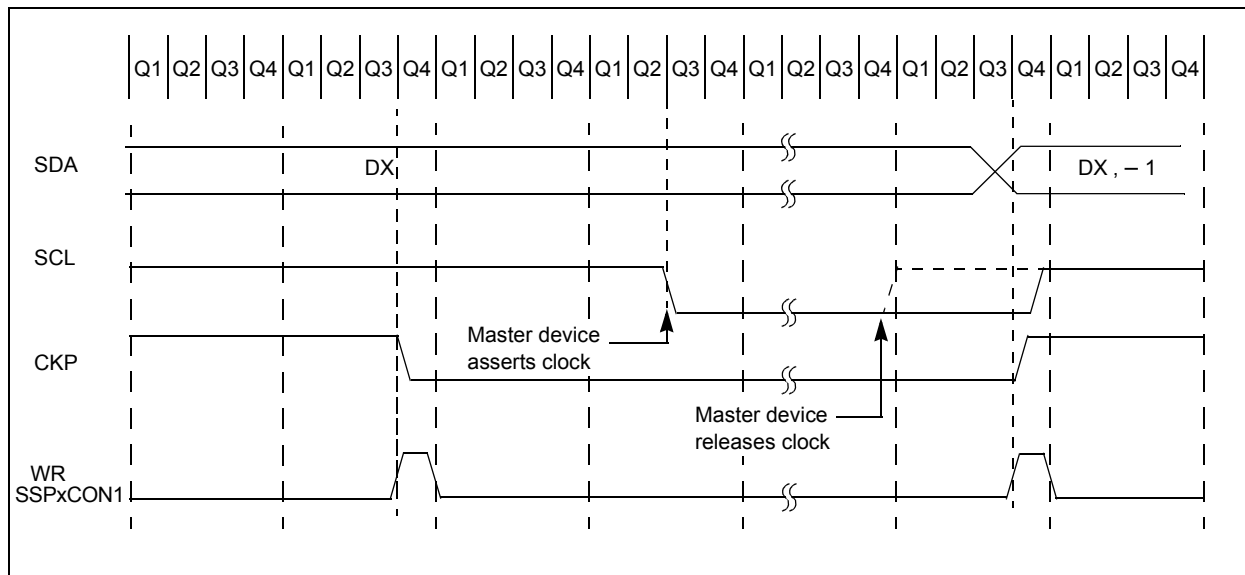 Q1 Q2 Q3 Q4 Q1 Q2 Q3 Q4 Q1 Q2 Q3 Q4 Q1 Q2 Q3 Q4 Q1 Q2 Q3 Q4 Q1 Q2 Q3 Q4 Q1 Q2 Q3 Q4
SDA
DX
DX , – 1
SCL
Master device
asserts clock
CKP
Master device
releases clock
WR
SSPxCON1